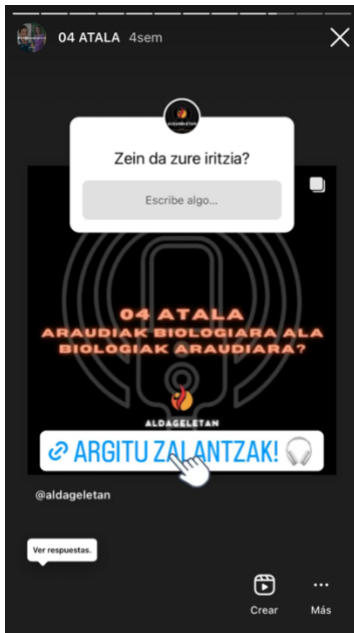 04 ATALA 4sem
Zein da zure iritzia?
Escribe algo...
04 ATALA
ARAUDIAK BIOLOGIARA ALA
BIOLOGIAK ARAUDIARA?
ALDAGELETAN
ARGITU ZALANTZAK!
@aldageletan
Ver respuestas.
Crear Más